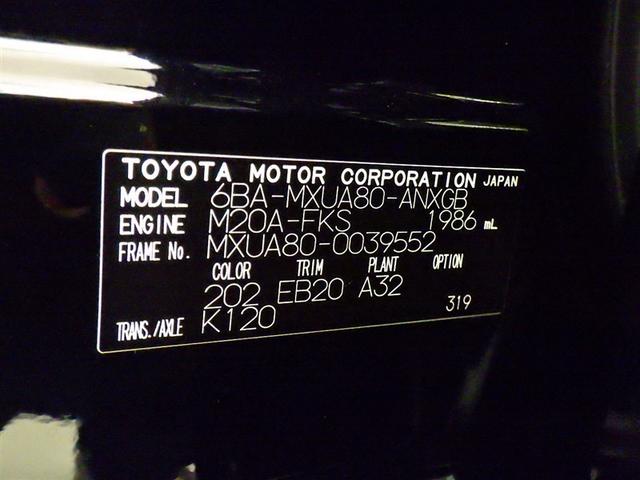 TOYOTA MOTOR CORPORATION JAPAN
MODEL 6BA-MXUA80-ANXGB
ENGINE M20A-FKS 1986 mL
FRAME No. MXUA80-0039552
COLOR TRIM PLANT OPTION
202 EB20 A32
319
TRANS./AXLE K120